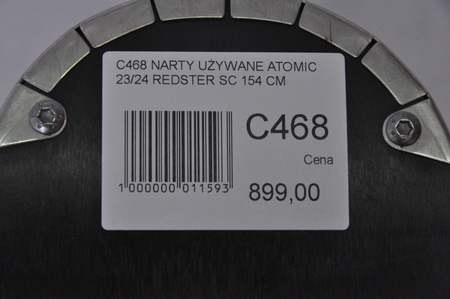 C468 NARTY UŻYWANE ATOMIC
23/24 REDSTER SC 154 CM
C468
Cena
1 000000 011593
899,00